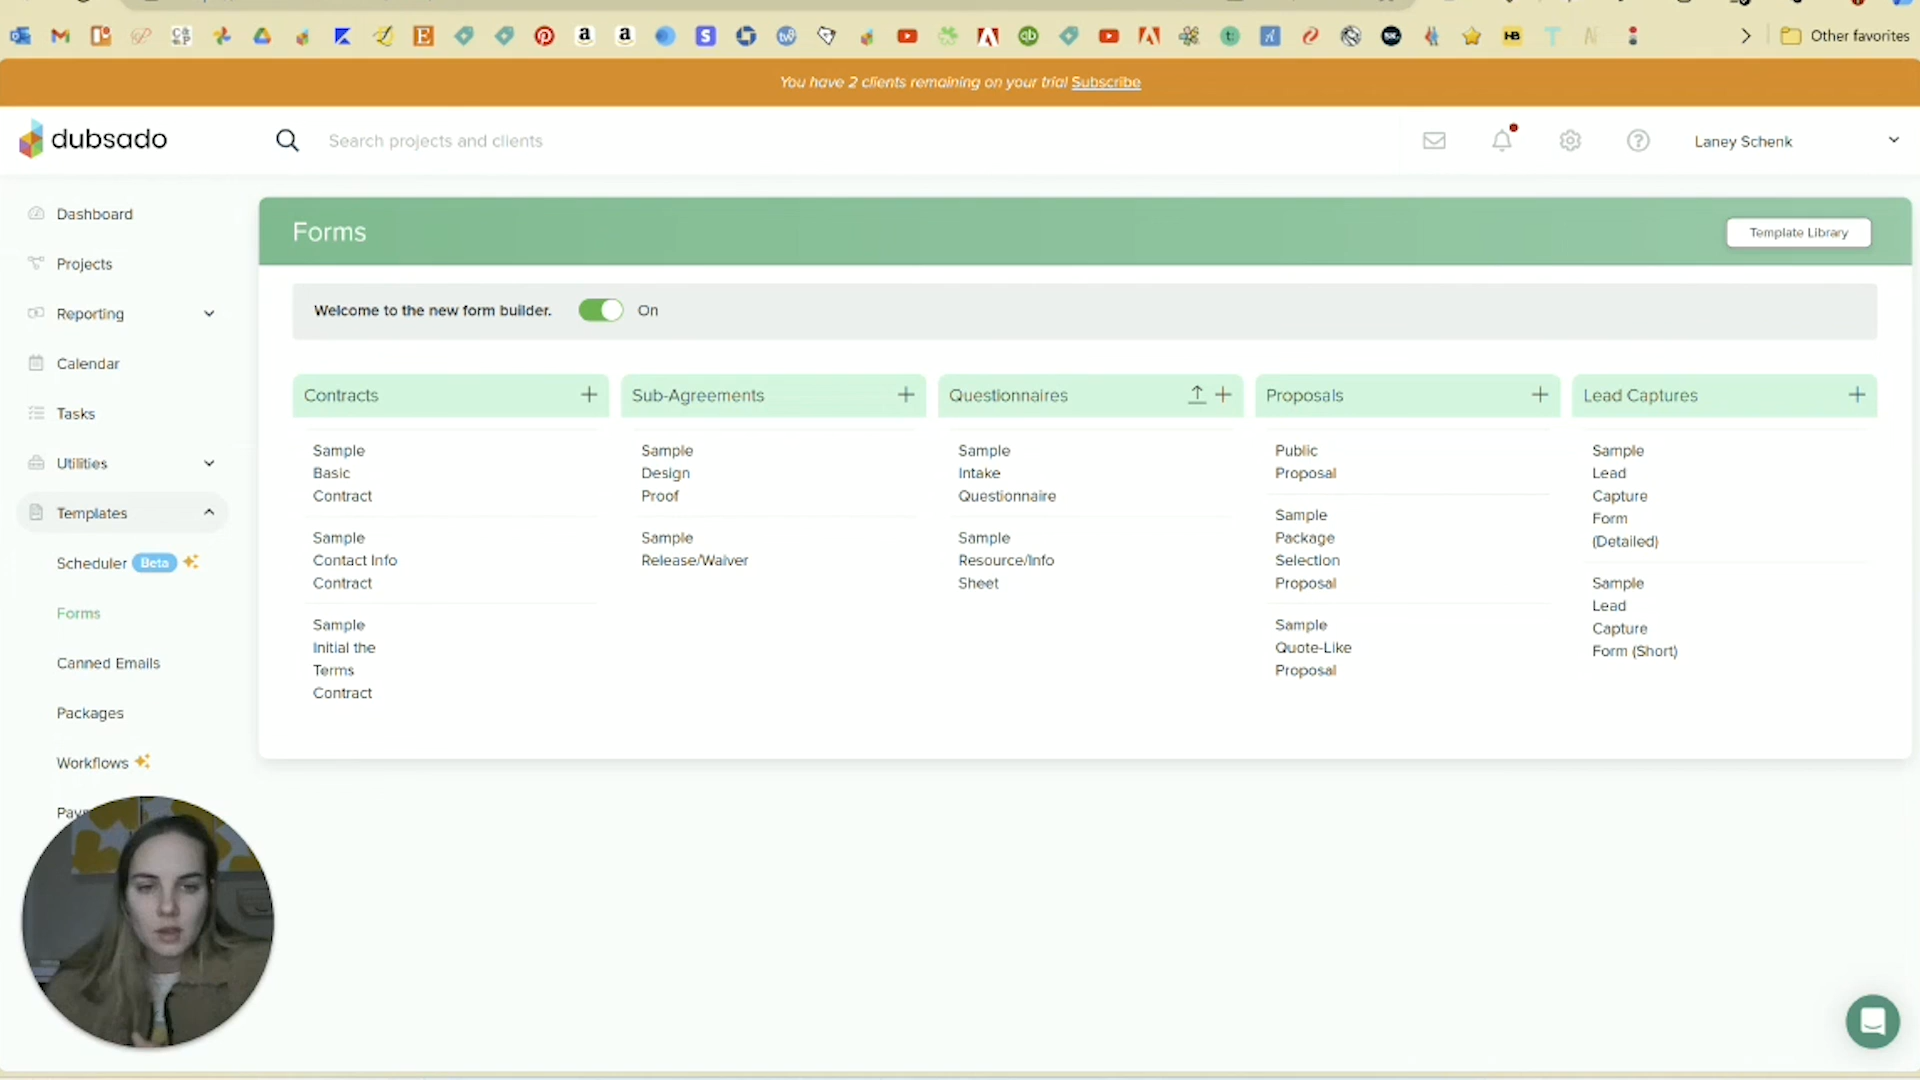 Other favorites
You have 2 clients remaining on your trial Subscribe
dubsado
Search projects and clients
Laney Schenk
Dashboard
Projects
Reporting
Calendar
Tasks
Utilities
Templates
Scheduler Beta
Forms
Canned Emails
Packages
Workflows
Forms
Template Library
Welcome to the new form builder. On
Contracts
Sample
Basic
Contract
Sample
Contact Info
Contract
Sample
Initial the
Terms
Contract
Sub-Agreements
Sample
Design
Proof
Sample
Release/Waiver
Questionnaires
Sample
Intake
Questionnaire
Sample
Resource/Info
Sheet
Proposals
Public
Proposal
Sample
Package
Selection
Proposal
Sample
Quote-Like
Proposal
Lead Captures
Sample
Lead
Capture
Form
(Detailed)
Sample
Lead
Capture
Form (Short)